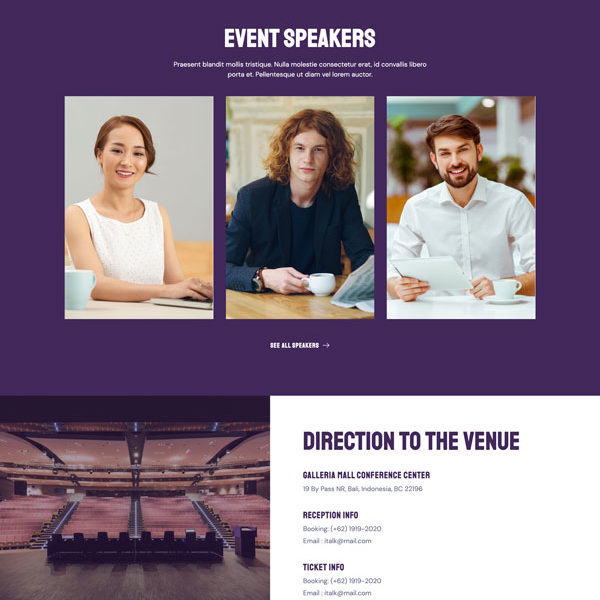 EVENT SPEAKERS
Praesent blandit mollis tristique. Nulla molestie consectetur erat, id convallis libero
porta et. Pellentesque ut diam vel lorem auctor.
SEE ALL SPEAKERS →
DIRECTION TO THE VENUE
GALLERIA MALL CONFERENCE CENTER
19 By Pass NR, Bali, Indonesia, BC 22196
RECEPTION INFO
Booking: (+62) 1919-2020
Email : italk@mail.com
TICKET INFO
Booking: (+62) 1919-2020
Email : italk@mail.com